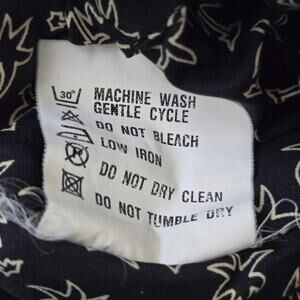 30°
MACHINE WASH
GENTLE CYCLE
DO NOT BLEACH
LOW IRON
DO NOT DRY CLEAN
DO NOT TUMBLE DRY